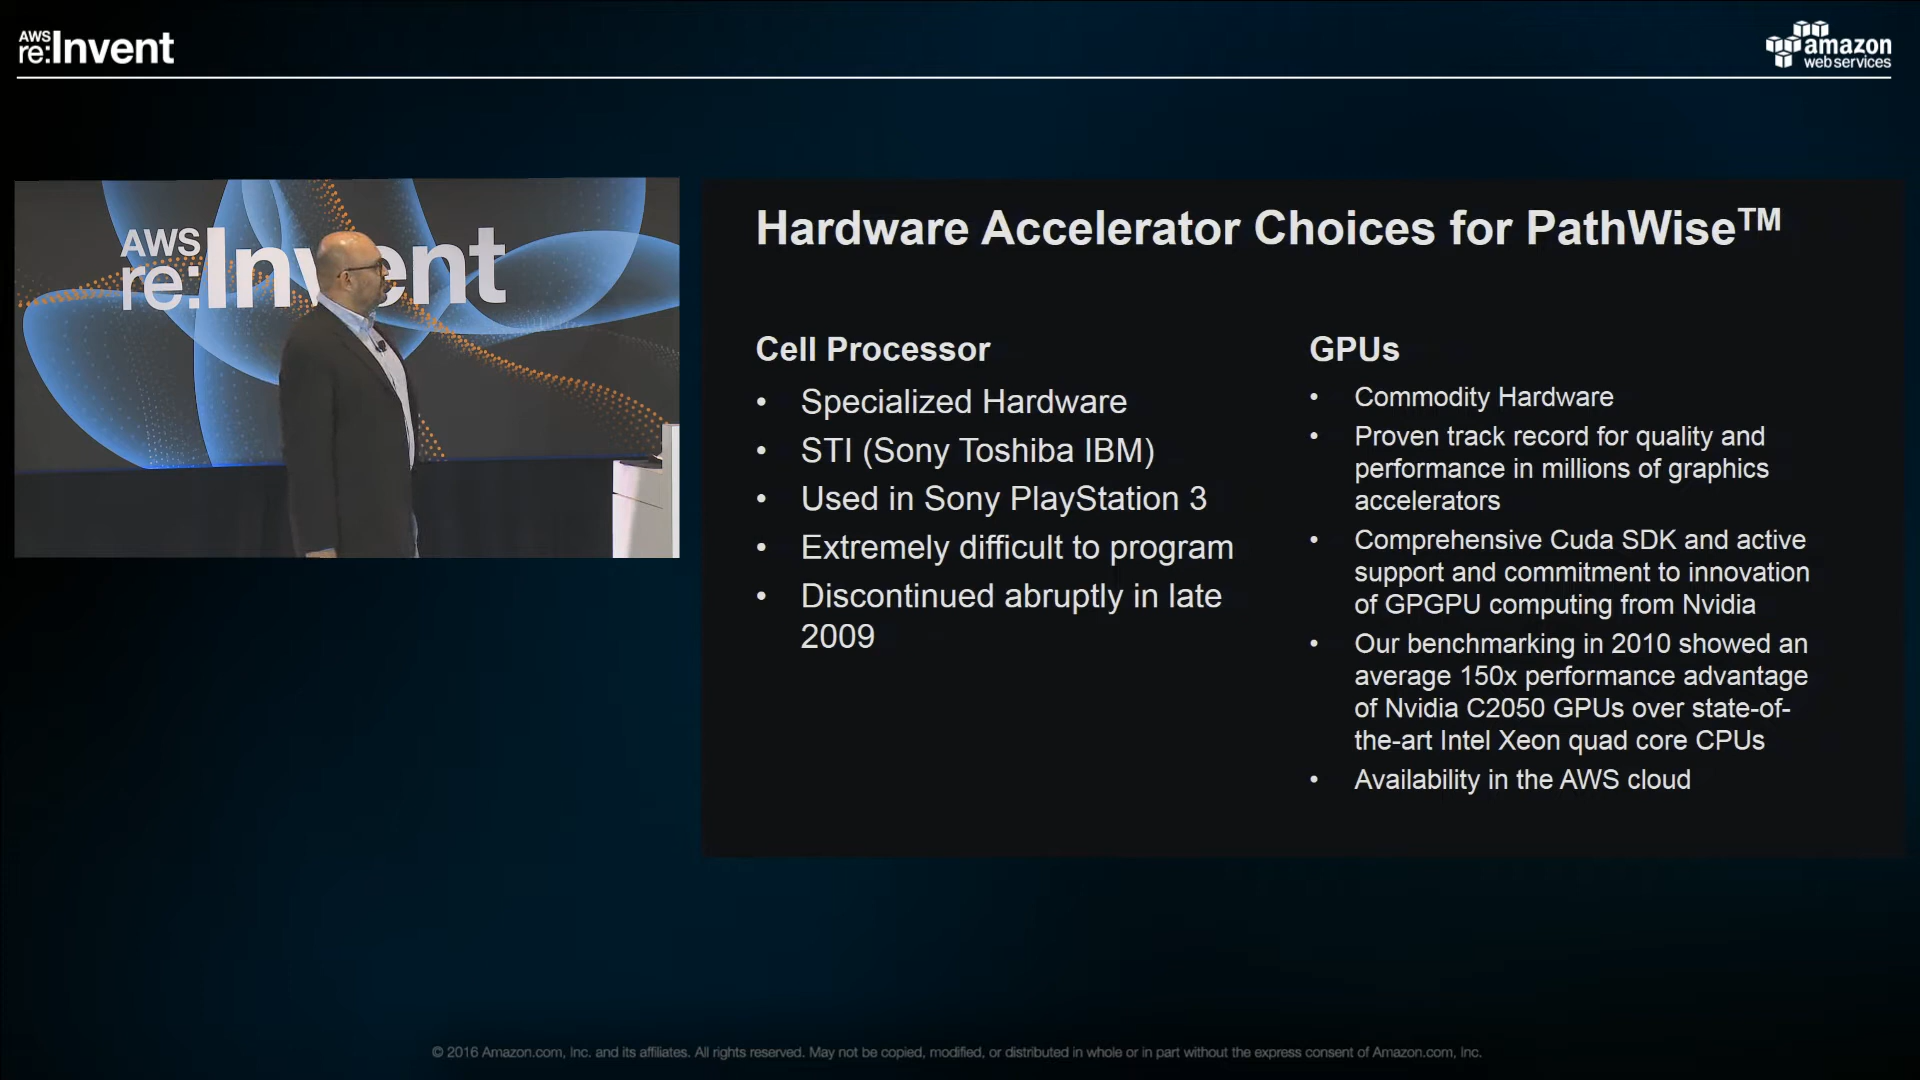 AWS
re:Invent
amazon
webservices
AWS
re:Invent
Hardware Accelerator Choices for PathWise™
Cell Processor
• Specialized Hardware
• STI (Sony Toshiba IBM)
• Used in Sony PlayStation 3
• Extremely difficult to program
• Discontinued abruptly in late
2009
GPUs
• Commodity Hardware
• Proven track record for quality and
performance in millions of graphics
accelerators
• Comprehensive Cuda SDK and active
support and commitment to innovation
of GPGPU computing from Nvidia
• Our benchmarking in 2010 showed an
average 150x performance advantage
of Nvidia C2050 GPUs over state-of-
the-art Intel Xeon quad core CPUs
• Availability in the AWS cloud
© 2016 Amazon.com, Inc. and its affiliates. All rights reserved. May not be copied, modified, or distributed in whole or in part without the express consent of Amazon.com, Inc.